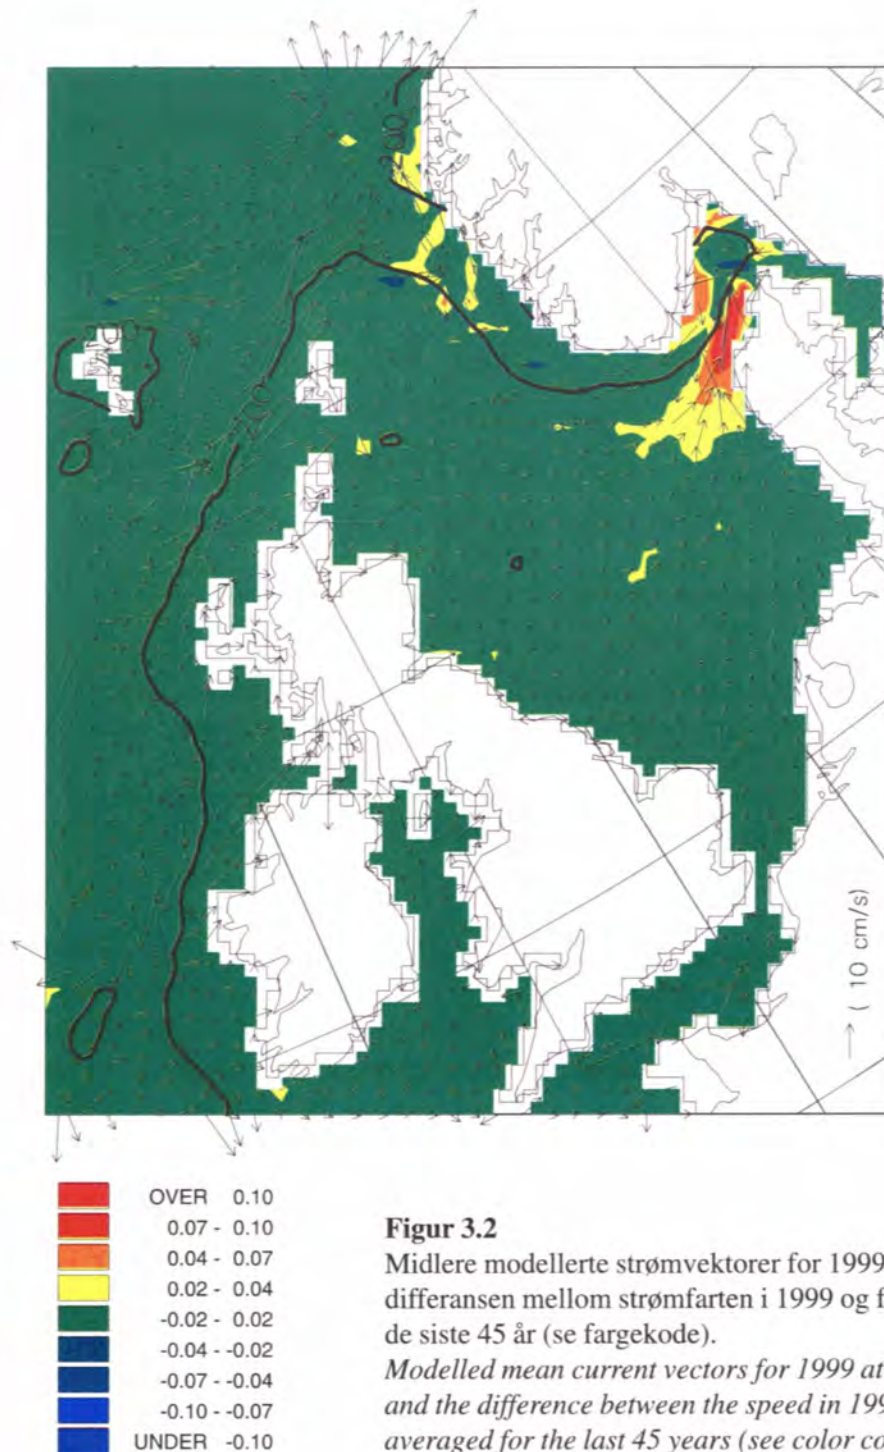 200
200
( 10 cm/s)
OVER 0.10
0.07 - 0.10
0.04 - 0.07
0.02 - 0.04
-0.02 - 0.02
-0.04 - -0.02
-0.07 - -0.04
-0.10 - -0.07
UNDER -0.10
Figur 3.2
Midlere modellerte strømvektorer for 1999
differansen mellom strømfarten i 1999 og f
de siste 45 år (se fargekode).
Modelled mean current vectors for 1999 at
and the difference between the speed in 199
averaged for the last 45 years (see color co